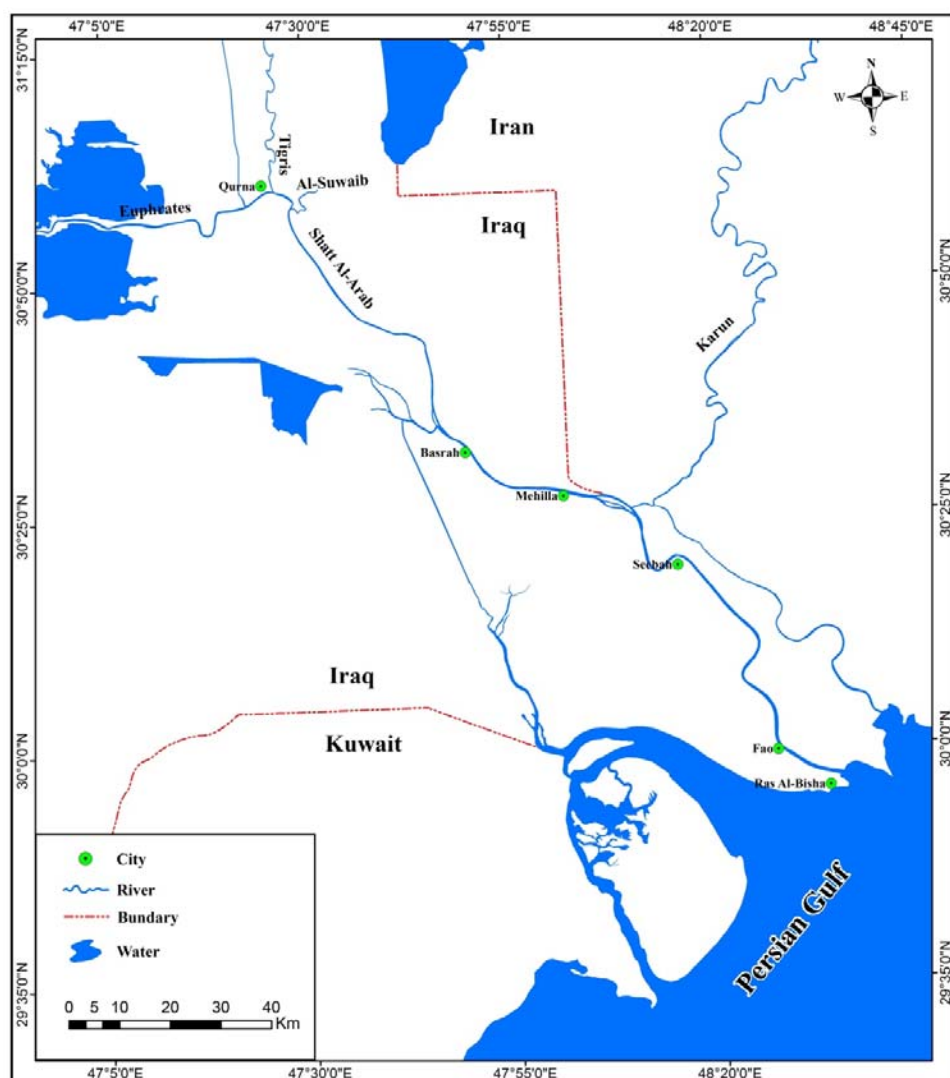 47°5'0"E
47°30'0"E
47°55'0"E
48°20'0"E
48°45'0"E
31°15'0"N
N
W
E
S
Iran
Tigris
Qurna
Al-Suwaib
Euphrates
Iraq
Shatt Al-Arab
30°50'0"N
30°50'0"N
Karun
Basrah
Mehilla
30°25'0"N
30°25'0"N
Seebah
Iraq
Kuwait
30°0'0"N
30°0'0"N
Fao
Ras Al-Bisha
Persian Gulf
City
River
Bundary
Water
29°35'0"N
29°35'0"N
0 5 10 20 30 40
Km
47°5'0"E
47°30'0"E
47°55'0"E
48°20'0"E